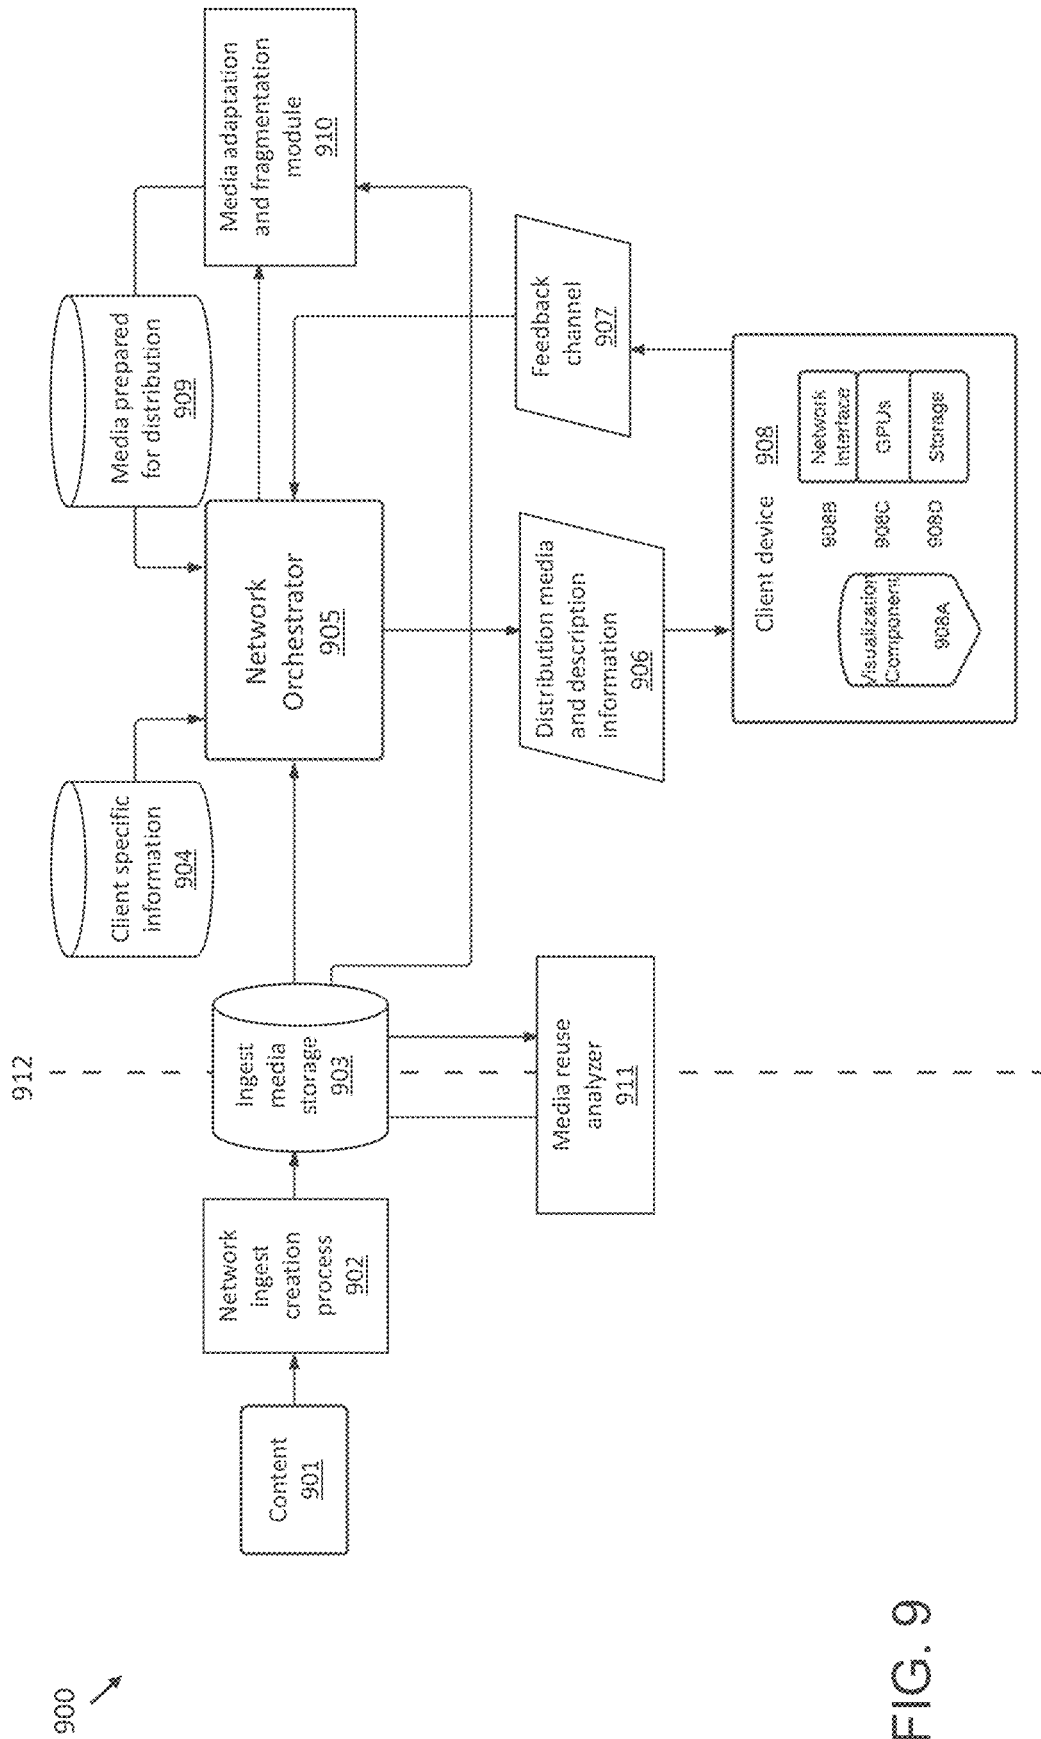 900
912
Content
901
Network
ingest
creation
process
902
Ingest
media
storage
903
Client specific
information
904
Network
Orchestrator
905
Media prepared
for distribution
909
Media adaptation
and fragmentation
module
910
Media reuse
analyzer
911
Distribution media
and description
information
906
Feedback
channel
907
Client device 908
Visualization
Component
908A
908B
Network
Interface
908C
GPUs
908D
Storage
FIG. 9